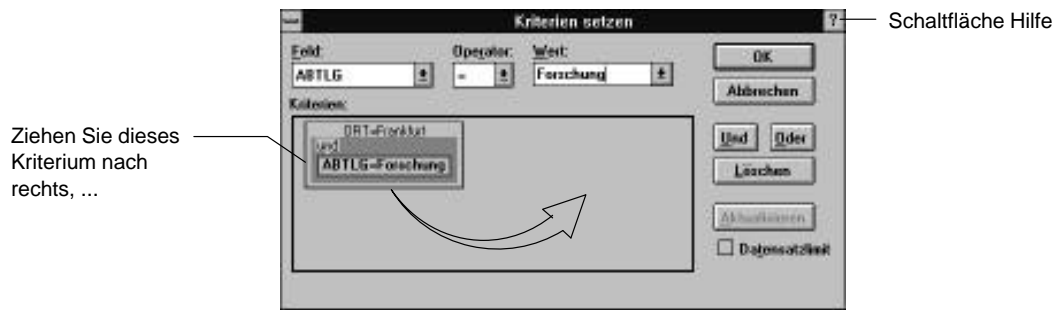 Kriterien setzen
?
Schaltfläche Hilfe
Feld:
Operator:
Wert:
OK
ABTLG
=
Forschung
Abbrechen
Kriterien:
ORT=Frankfurt
und
ABTLG=Forschung
Und
Oder
Löschen
Ziehen Sie dieses
Kriterium nach
rechts, ...
Aktualisieren
Datensatzlimit